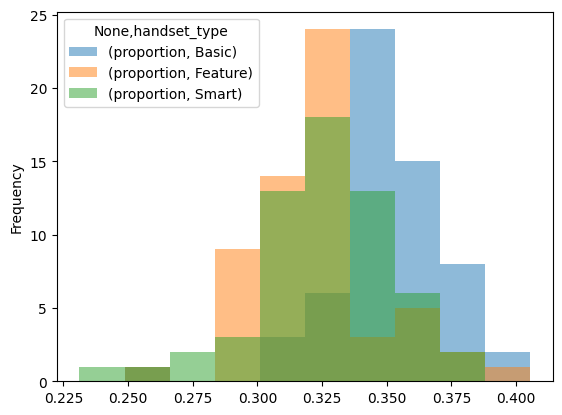 None,handset_type
(proportion, Basic)
(proportion, Feature)
(proportion, Smart)
25
20
15
10
5
0
Frequency
0.225 0.250 0.275 0.300 0.325 0.350 0.375 0.400